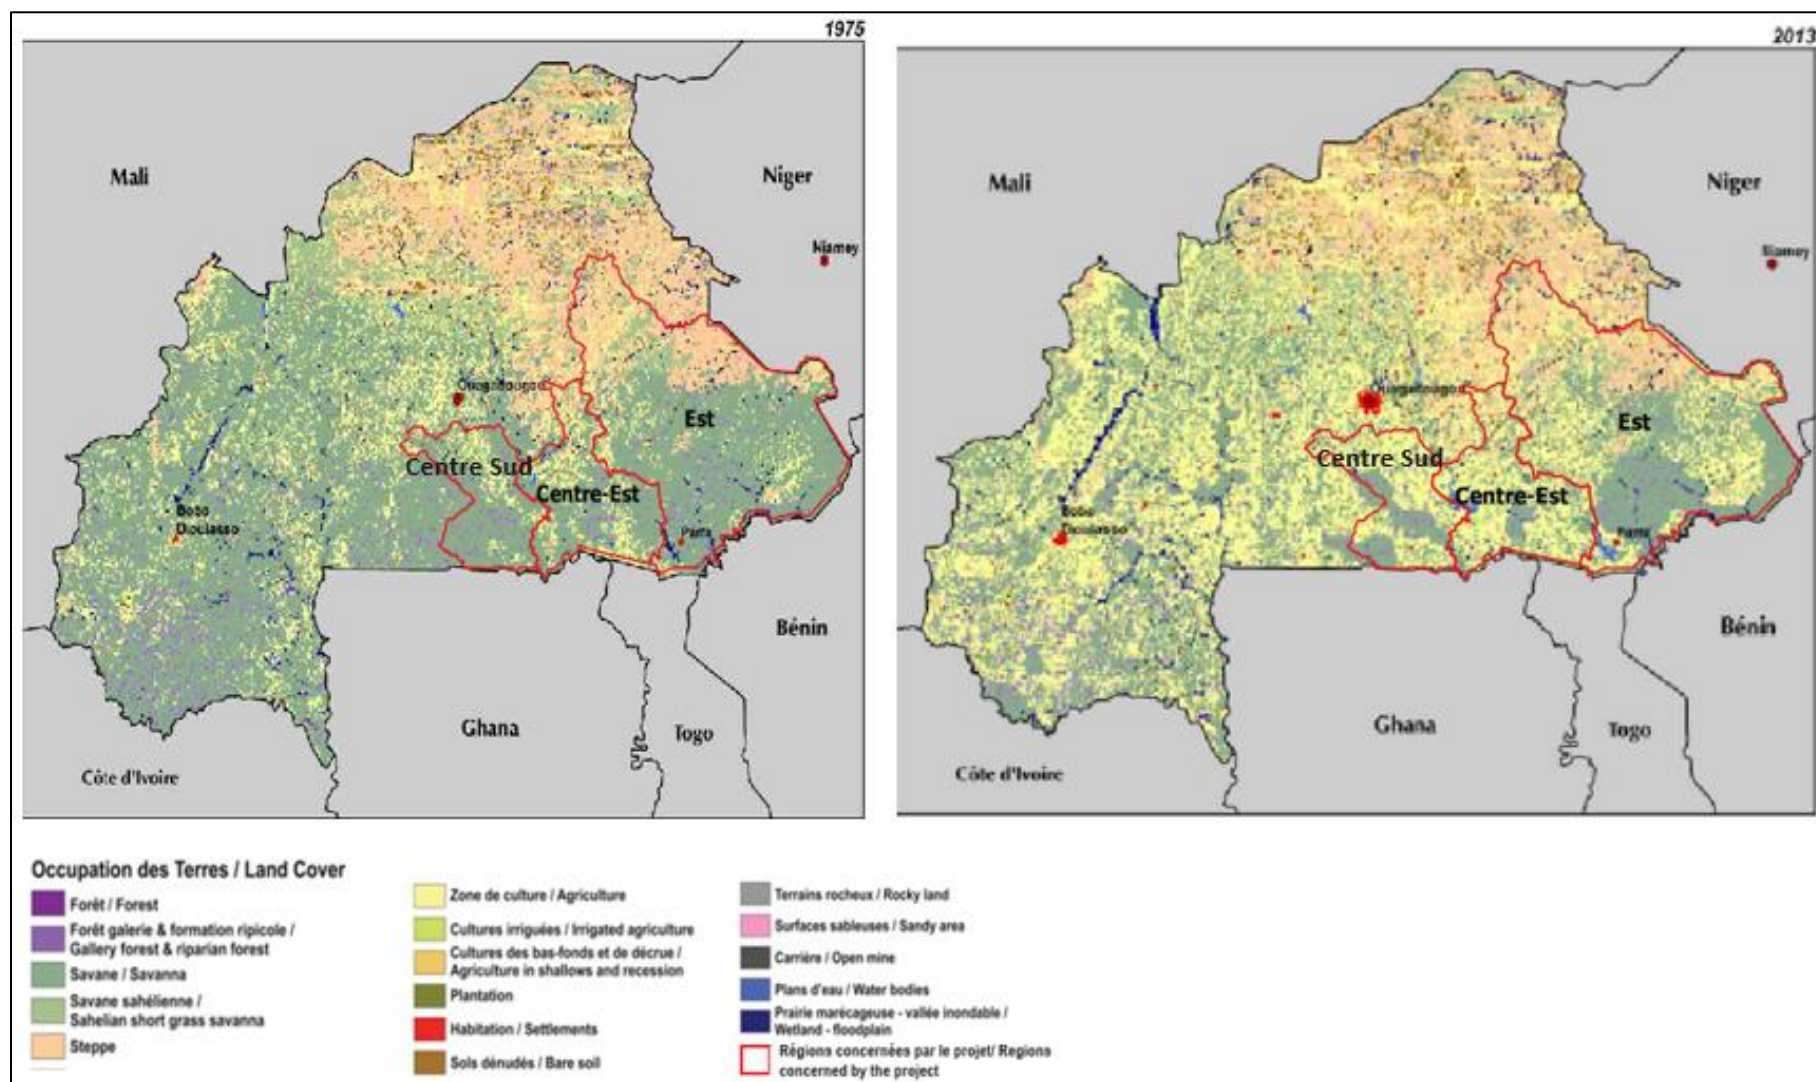 1975
Mali
Niger
Niamey
Ouagadougou
Est
Centre Sud
Centre-Est
Bobo
Dioulasso
Pama
Bénin
Ghana
Togo
Côte d'Ivoire
2013
Mali
Niger
Niamey
Ouagadougou
Est
Centre Sud
Centre-Est
Bobo
Dioulasso
Pama
Bénin
Ghana
Togo
Côte d'Ivoire
Occupation des Terres / Land Cover
Forêt / Forest
Forêt galerie & formation ripicole /
Gallery forest & riparian forest
Savane / Savanna
Savane sahélienne /
Sahelian short grass savanna
Steppe
Zone de culture / Agriculture
Cultures irriguées / Irrigated agriculture
Cultures des bas-fonds et de décrue /
Agriculture in shallows and recession
Plantation
Habitation / Settlements
Sols dénudés / Bare soil
Terrains rocheux / Rocky land
Surfaces sableuses / Sandy area
Carrière / Open mine
Plans d'eau / Water bodies
Prairie marécageuse - vallée inondable /
Wetland - floodplain
Régions concernées par le projet/ Regions
concerned by the project